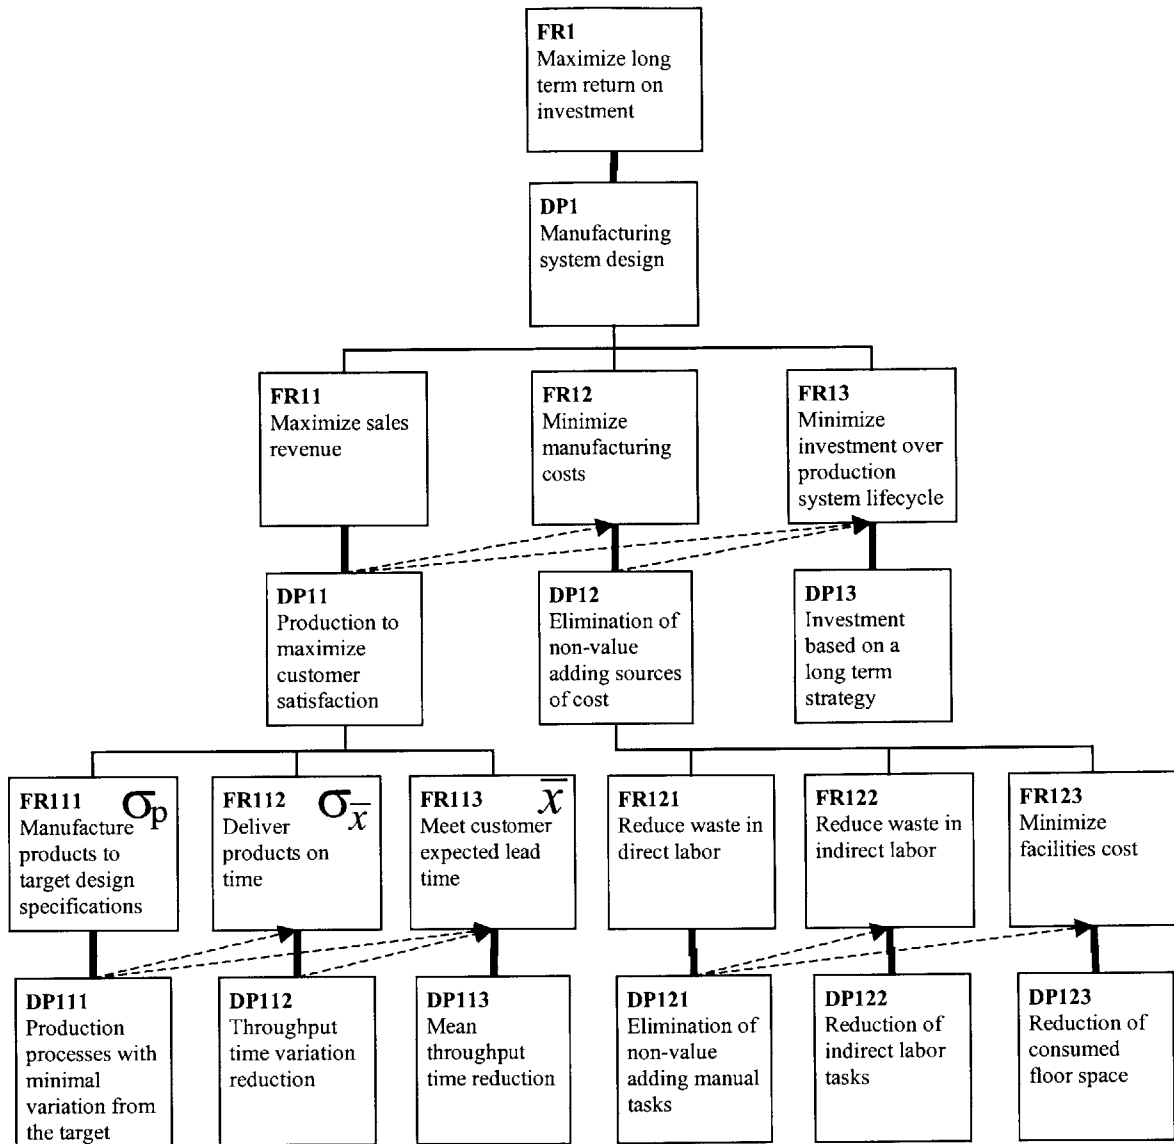 FR1
Maximize long
term return on
investment
DP1
Manufacturing
system design
FR11
Maximize sales
revenue
FR12
Minimize
manufacturing
costs
FR13
Minimize
investment over
production
system lifecycle
DP11
Production to
maximize
customer
satisfaction
DP12
Elimination of
non-value
adding sources
of cost
DP13
Investment
based on a
long term
strategy
FR111 σp
Manufacture
products to
target design
specifications
FR112 σx̅
Deliver
products on
time
FR113 x̅
Meet customer
expected lead
time
FR121
Reduce waste in
direct labor
FR122
Reduce waste in
indirect labor
FR123
Minimize
facilities cost
DP111
Production
processes with
minimal
variation from
the target
DP112
Throughput
time variation
reduction
DP113
Mean
throughput
time reduction
DP121
Elimination of
non-value
adding manual
tasks
DP122
Reduction of
indirect labor
tasks
DP123
Reduction of
consumed
floor space